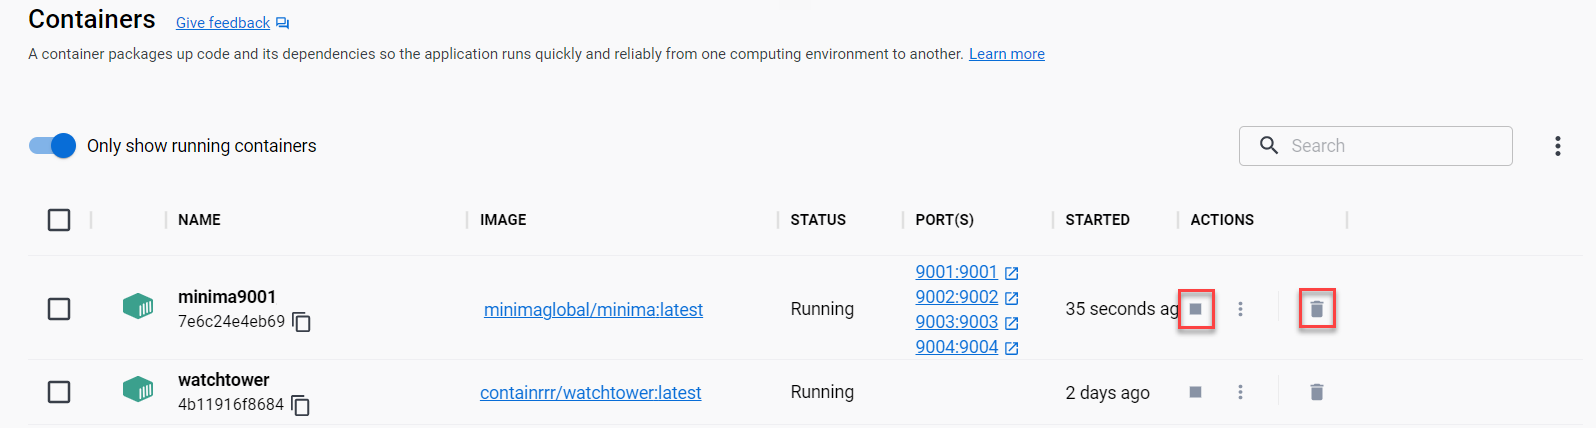 Containers Give feedback
A container packages up code and its dependencies so the application runs quickly and reliably from one computing environment to another. Learn more
Only show running containers
Search
NAME IMAGE STATUS PORT(S) STARTED ACTIONS
minima9001
7e6c24e4eb69
minimaglobal/minima:latest
Running
9001:9001
9002:9002
9003:9003
9004:9004
35 seconds ag
watchtower
4b11916f8684
containrrr/watchtower:latest
Running
2 days ago